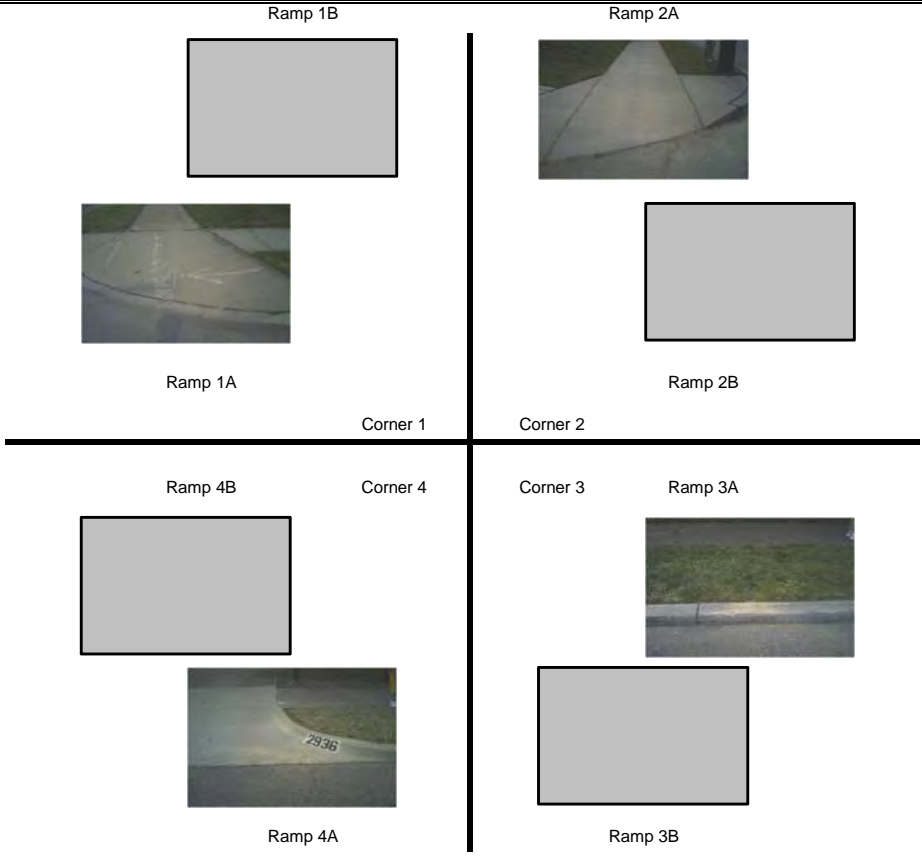 Ramp 1B
Ramp 2A
Ramp 1A
Ramp 2B
Corner 1
Corner 2
Ramp 4B
Corner 4
Corner 3
Ramp 3A
2936
Ramp 4A
Ramp 3B